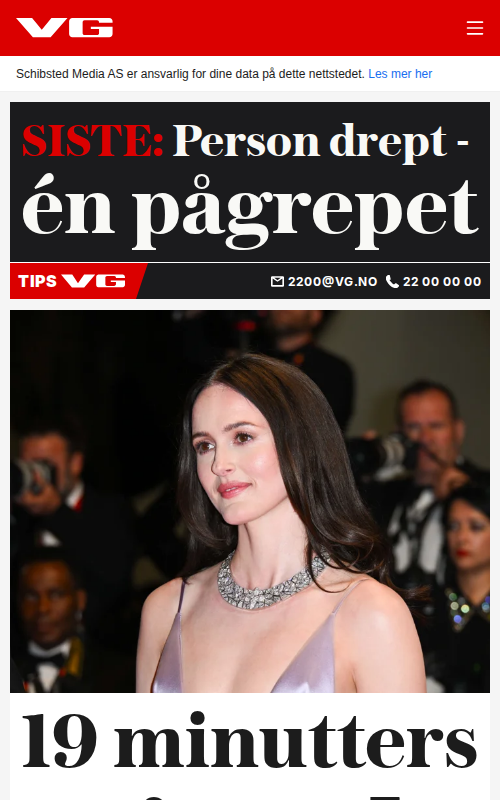 VG
Schibsted Media AS er ansvarlig for dine data på dette nettstedet. Les mer her
SISTE: Person drept -
én pågrepet
TIPS VG
2200@VG.NO 22 00 00 00
19 minutters